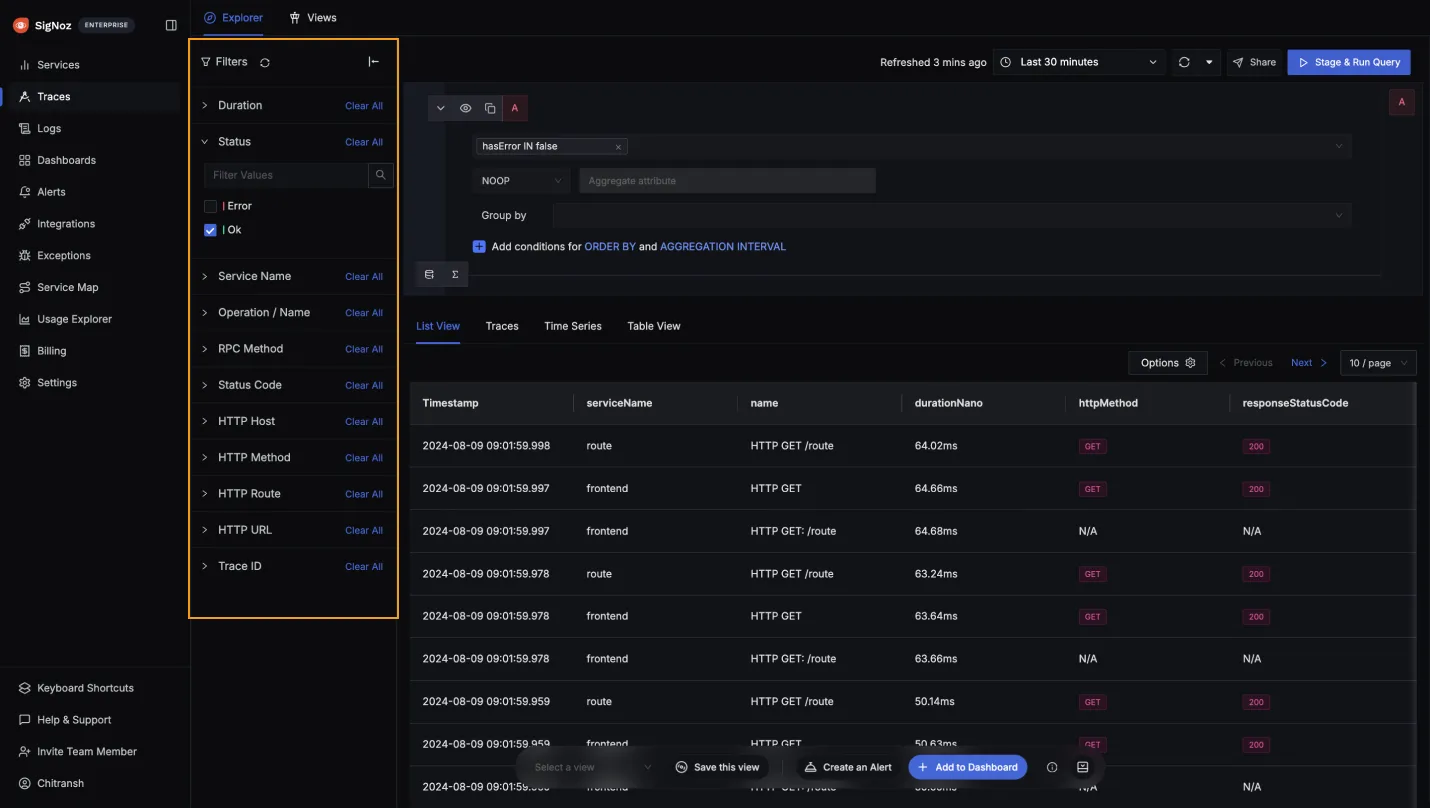 SigNoz ENTERPRISE
Services
Traces
Logs
Dashboards
Alerts
Integrations
Exceptions
Service Map
Usage Explorer
Billing
Settings
Keyboard Shortcuts
Help & Support
Invite Team Member
Chitransh
Explorer Views
Filters
Duration Clear All
Status Clear All
Filter Values
Error
Ok
Service Name Clear All
Operation / Name Clear All
RPC Method Clear All
Status Code Clear All
HTTP Host Clear All
HTTP Method Clear All
HTTP Route Clear All
HTTP URL Clear All
Trace ID Clear All
Refreshed 3 mins ago Last 30 minutes Share Stage & Run Query
A A
hasError IN false ×
NOOP Aggregate attribute
Group by
Add conditions for ORDER BY and AGGREGATION INTERVAL
Σ
List View Traces Time Series Table View
Options Previous Next 10 / page
Timestamp serviceName name durationNano httpMethod responseStatusCode
2024-08-09 09:01:59.998 route HTTP GET /route 64.02ms GET 200
2024-08-09 09:01:59.997 frontend HTTP GET 64.66ms GET 200
2024-08-09 09:01:59.997 frontend HTTP GET: /route 64.68ms N/A N/A
2024-08-09 09:01:59.978 route HTTP GET /route 63.24ms GET 200
2024-08-09 09:01:59.978 frontend HTTP GET 63.64ms GET 200
2024-08-09 09:01:59.978 frontend HTTP GET: /route 63.66ms N/A N/A
2024-08-09 09:01:59.959 route HTTP GET /route 50.14ms GET 200
2024-08-09 09:01:59.959 frontend HTTP GET 50.63ms GET 200
Select a view Save this view Create an Alert Add to Dashboard
2024-08-09 frontend HTTP GET: /route N/A N/A